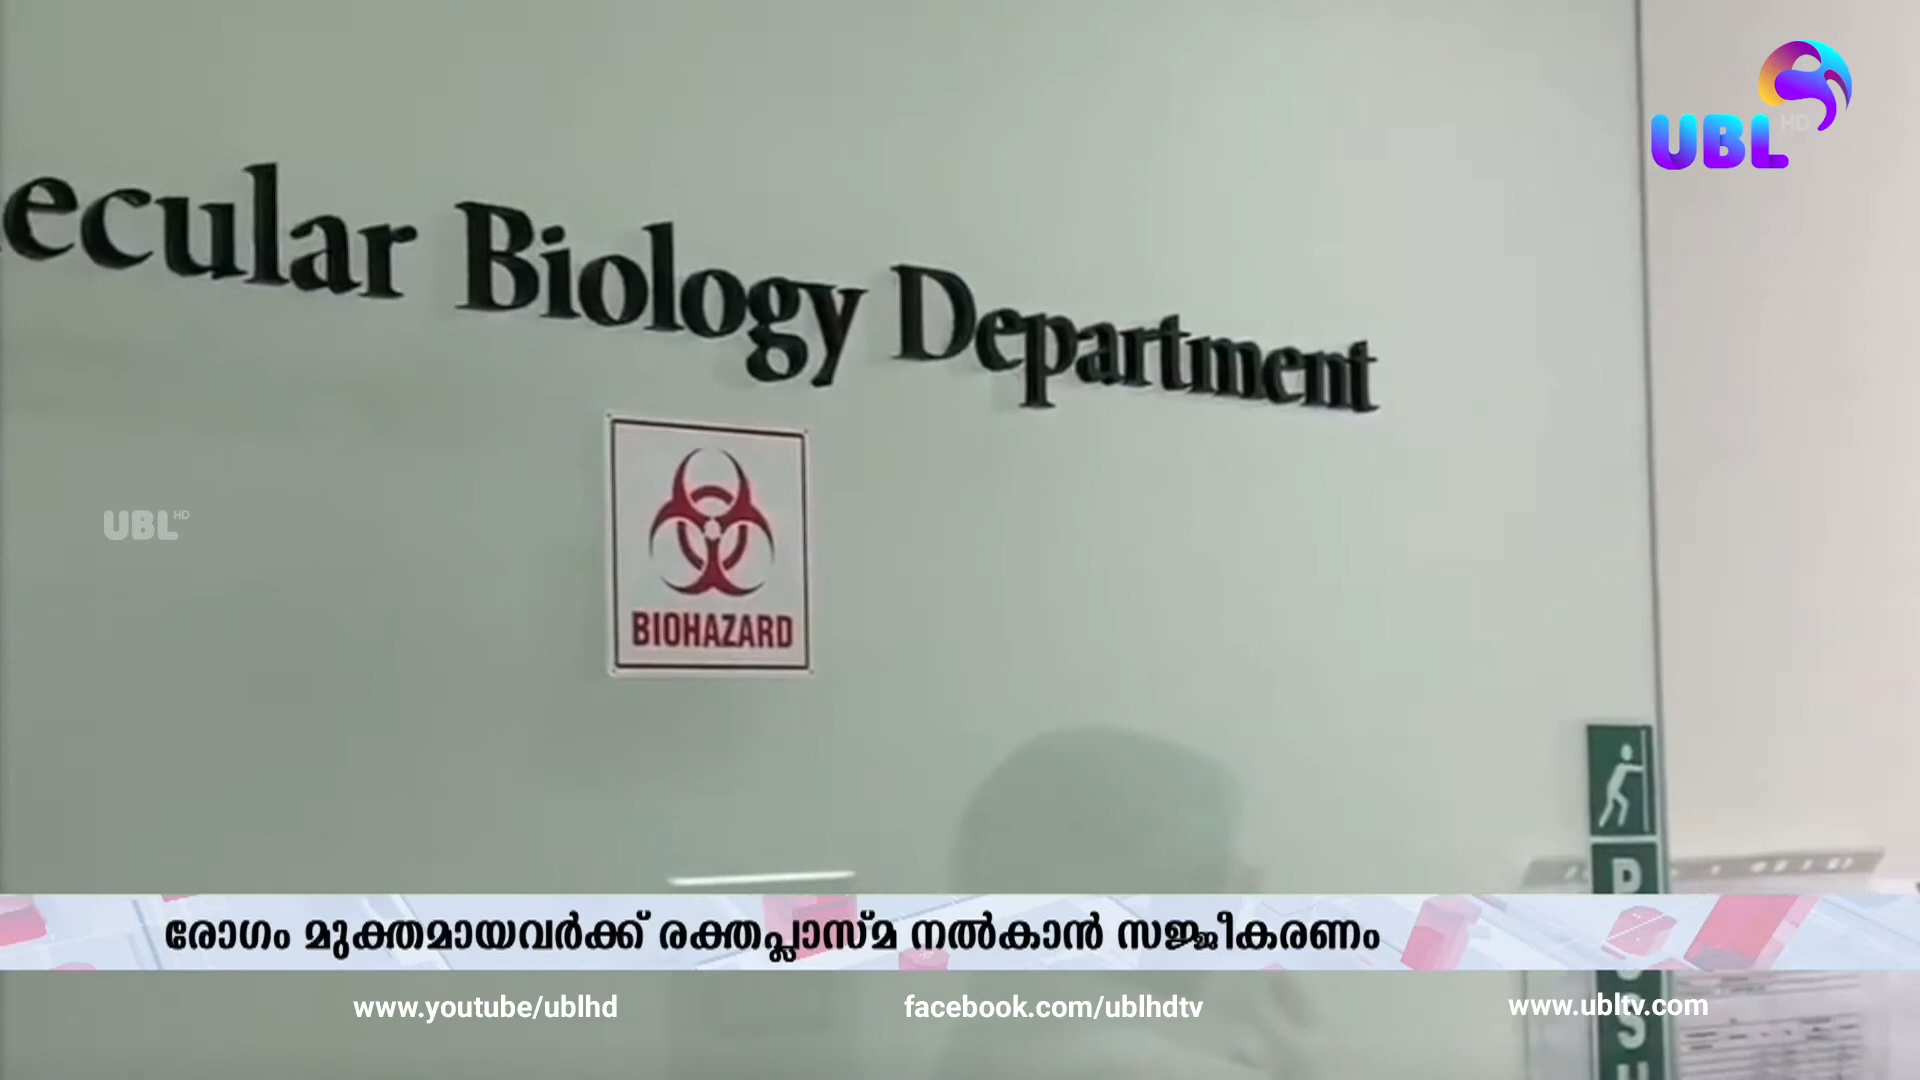 UBL HD
ecular Biology Department
UBL HD
BIOHAZARD
രോഗം മുക്തമായവർക്ക് രക്തപ്ലാസ്മ നൽകാൻ സജ്ജീകരണം
www.youtube/ublhd
facebook.com/ublhdtv
www.ubltv.com